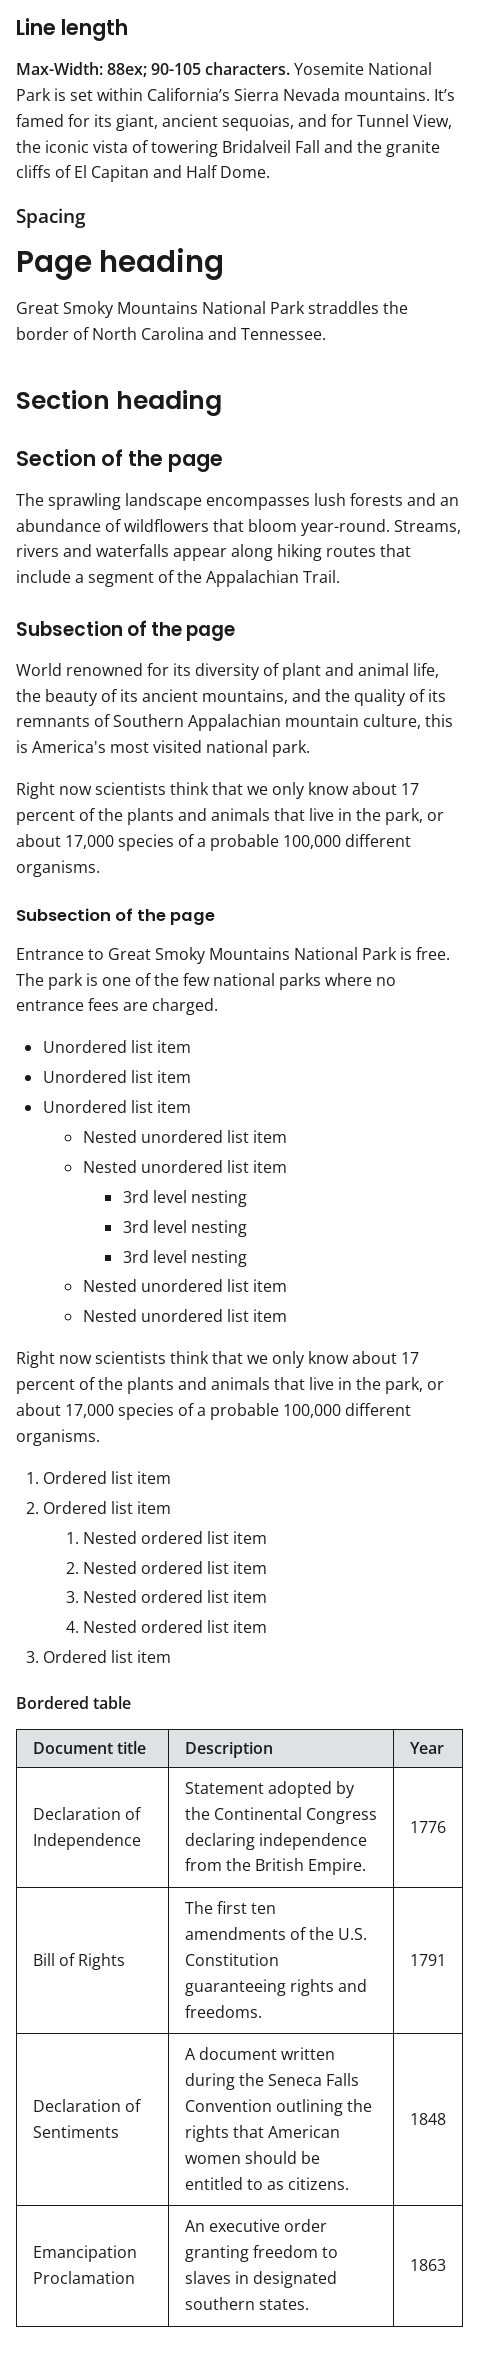 Line length
Max-Width: 88ex; 90-105 characters. Yosemite National
Park is set within California’s Sierra Nevada mountains. It’s
famed for its giant, ancient sequoias, and for Tunnel View,
the iconic vista of towering Bridalveil Fall and the granite
cliffs of El Capitan and Half Dome.
Spacing
Page heading
Great Smoky Mountains National Park straddles the
border of North Carolina and Tennessee.
Section heading
Section of the page
The sprawling landscape encompasses lush forests and an
abundance of wildflowers that bloom year-round. Streams,
rivers and waterfalls appear along hiking routes that
include a segment of the Appalachian Trail.
Subsection of the page
World renowned for its diversity of plant and animal life,
the beauty of its ancient mountains, and the quality of its
remnants of Southern Appalachian mountain culture, this
is America's most visited national park.
Right now scientists think that we only know about 17
percent of the plants and animals that live in the park, or
about 17,000 species of a probable 100,000 different
organisms.
Subsection of the page
Entrance to Great Smoky Mountains National Park is free.
The park is one of the few national parks where no
entrance fees are charged.
• Unordered list item
• Unordered list item
• Unordered list item
◦ Nested unordered list item
◦ Nested unordered list item
▪ 3rd level nesting
▪ 3rd level nesting
▪ 3rd level nesting
◦ Nested unordered list item
◦ Nested unordered list item
Right now scientists think that we only know about 17
percent of the plants and animals that live in the park, or
about 17,000 species of a probable 100,000 different
organisms.
1. Ordered list item
2. Ordered list item
1. Nested ordered list item
2. Nested ordered list item
3. Nested ordered list item
4. Nested ordered list item
3. Ordered list item
Bordered table
Document title Description Year
Declaration of
Independence
Statement adopted by
the Continental Congress
declaring independence
from the British Empire.
1776
Bill of Rights
The first ten
amendments of the U.S.
Constitution
guaranteeing rights and
freedoms.
1791
Declaration of
Sentiments
A document written
during the Seneca Falls
Convention outlining the
rights that American
women should be
entitled to as citizens.
1848
Emancipation
Proclamation
An executive order
granting freedom to
slaves in designated
southern states.
1863